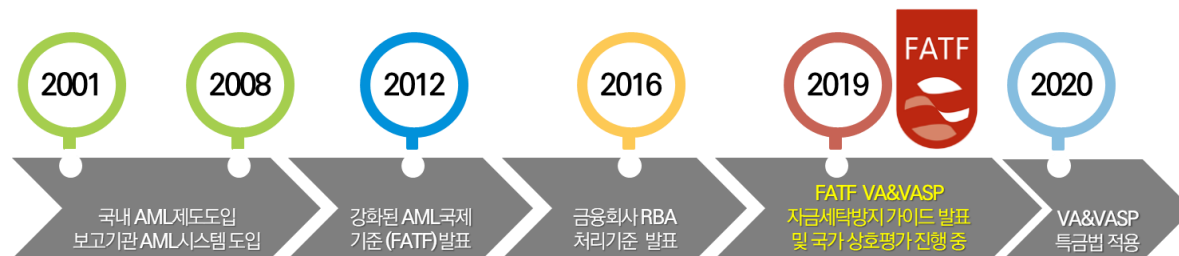 2001
2008
2012
2016
2019
FATF
2020
국내 AML제도도입
보고기관 AML시스템 도입
강화된 AML국제
기준(FATF) 발표
금융회사 RBA
처리기준 발표
FATF VA&VASP
자금세탁방지 가이드 발표
및 국가 상호평가 진행 중
VA&VASP
특금법 적용